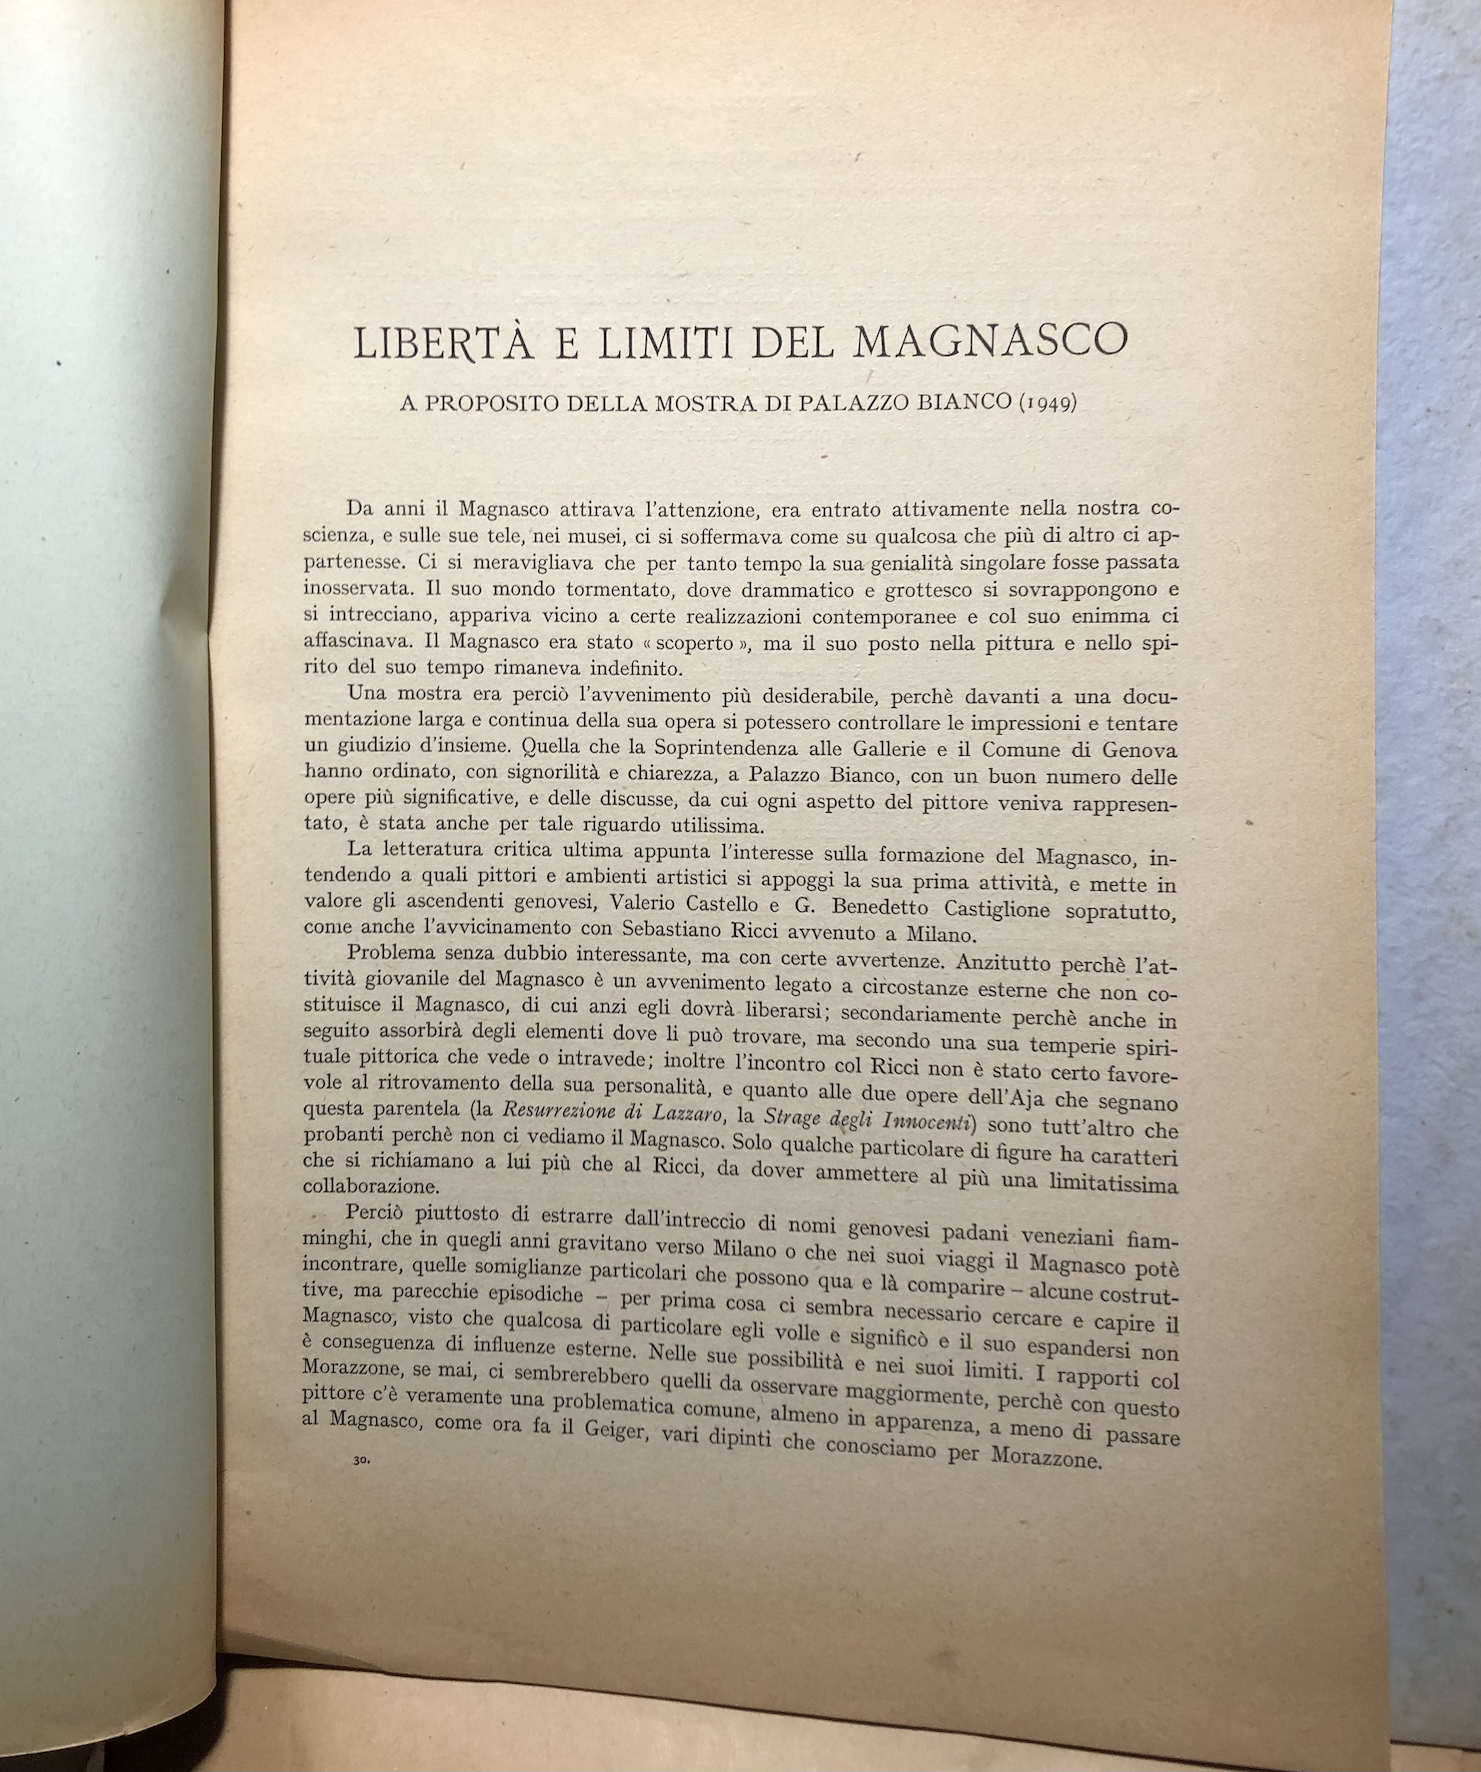 LIBERTÀ E LIMITI DEL MAGNASCO
A PROPOSITO DELLA MOSTRA DI PALAZZO BIANCO (1949)
Da anni il Magnasco attirava l'attenzione, era entrato attivamente nella nostra co-
scienza, e sulle sue tele, nei musei, ci si soffermava come su qualcosa che più di altro ci ap-
partenesse. Ci si meravigliava che per tanto tempo la sua genialità singolare fosse passata
inosservata. Il suo mondo tormentato, dove drammatico e grottesco si sovrappongono e
si intrecciano, appariva vicino a certe realizzazioni contemporanee e col suo enimma ci
affascinava. Il Magnasco era stato « scoperto », ma il suo posto nella pittura e nello spi-
rito del suo tempo rimaneva indefinito.
Una mostra era perciò l'avvenimento più desiderabile, perchè davanti a una docu-
mentazione larga e continua della sua opera si potessero controllare le impressioni e tentare
un giudizio d'insieme. Quella che la Soprintendenza alle Gallerie e il Comune di Genova
hanno ordinato, con signorilità e chiarezza, a Palazzo Bianco, con un buon numero delle
opere più significative, e delle discusse, da cui ogni aspetto del pittore veniva rappresen-
tato, è stata anche per tale riguardo utilissima.
La letteratura critica ultima appunta l'interesse sulla formazione del Magnasco, in-
tendendo a quali pittori e ambienti artistici si appoggi la sua prima attività, e mette in
valore gli ascendenti genovesi, Valerio Castello e G. Benedetto Castiglione sopratutto,
come anche l'avvicinamento con Sebastiano Ricci avvenuto a Milano.
Problema senza dubbio interessante, ma con certe avvertenze. Anzitutto perchè l'at-
tività giovanile del Magnasco è un avvenimento legato a circostanze esterne che non co-
stituisce il Magnasco, di cui anzi egli dovrà liberarsi; secondariamente perchè anche in
seguito assorbirà degli elementi dove li può trovare, ma secondo una sua temperie spiri-
tuale pittorica che vede o intravede; inoltre l'incontro col Ricci non è stato certo favore-
vole al ritrovamento della sua personalità, e quanto alle due opere dell'Aja che segnano
questa parentela (la Resurrezione di Lazzaro, la Strage degli Innocenti) sono tutt'altro che
probanti perchè non ci vediamo il Magnasco. Solo qualche particolare di figure ha caratteri
che si richiamano a lui più che al Ricci, da dover ammettere al più una limitatissima
collaborazione.
Perciò piuttosto di estrarre dall'intreccio di nomi genovesi padani veneziani fiam-
minghi, che in quegli anni gravitano verso Milano o che nei suoi viaggi il Magnasco potè
incontrare, quelle somiglianze particolari che possono qua e là comparire – alcune costrut-
tive, ma parecchie episodiche – per prima cosa ci sembra necessario cercare e capire il
Magnasco, visto che qualcosa di particolare egli volle e significò e il suo espandersi non
è conseguenza di influenze esterne. Nelle sue possibilità e nei suoi limiti. I rapporti col
Morazzone, se mai, ci sembrerebbero quelli da osservare maggiormente, perchè con questo
pittore c'è veramente una problematica comune, almeno in apparenza, a meno di passare
al Magnasco, come ora fa il Geiger, vari dipinti che conosciamo per Morazzone.
30.